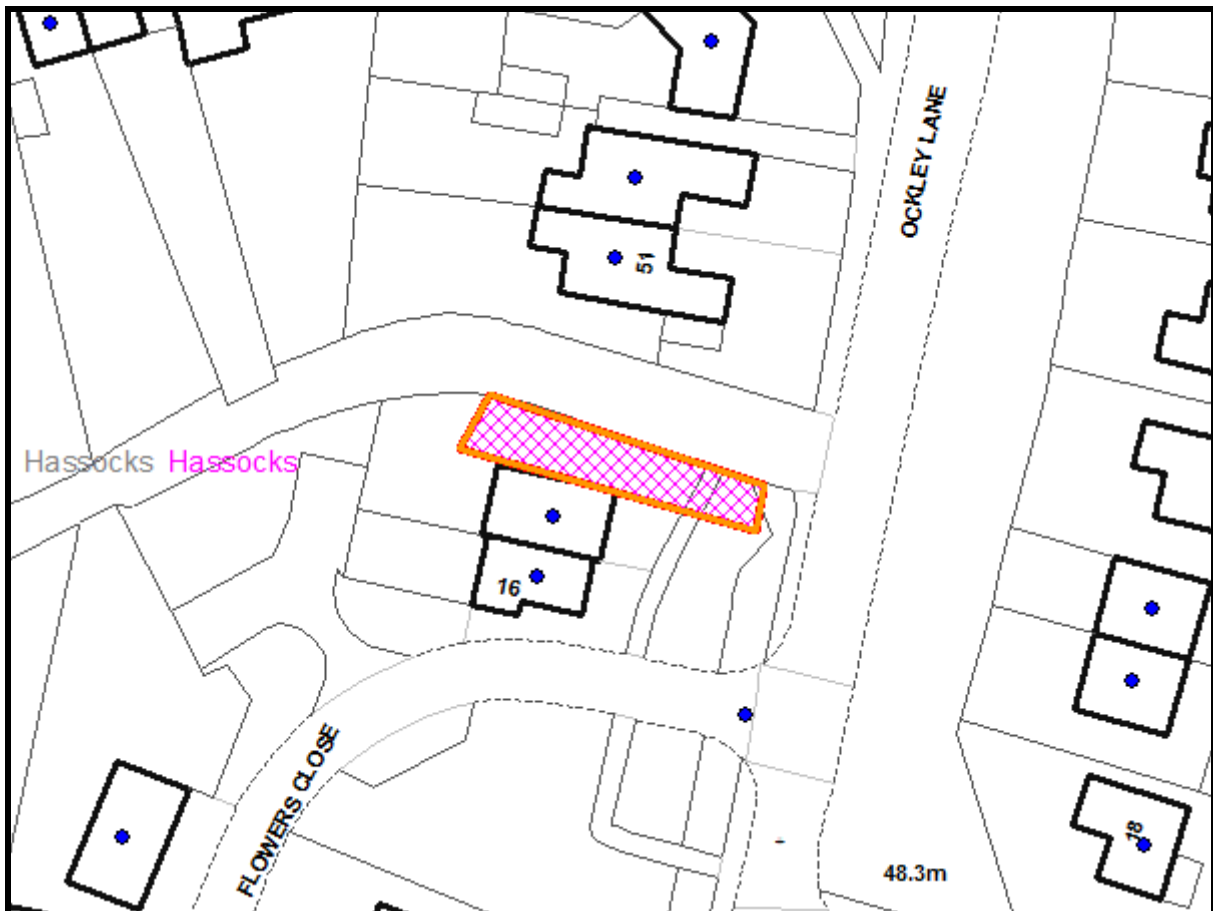 OCKLEY LANE
51
Hassocks Hassocks
16
FLOWERS CLOSE
18
48.3m